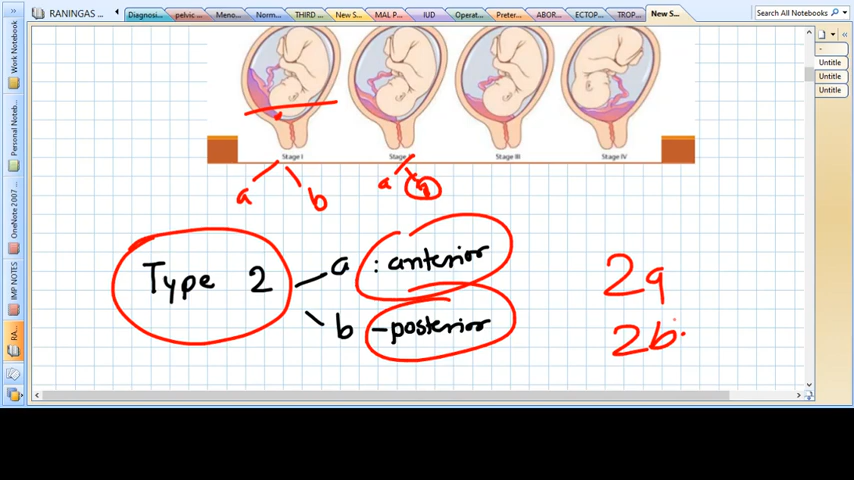 RANINGAS ...
Diagnosi
pelvic ...
Meno...
Norm...
THIRD ...
New S...
MAL P...
IUD
Operat...
Preter...
ABOR...
ECTOP...
TROP...
New S...
Search All Notebooks
Work Notebook
Personal Noteb...
OneNote 2007 ...
IMP NOTES
RA...
-
Untitle
Untitle
Untitle
Stage I
Stage
Stage III
Stage IV
a b
a
Type 2
a : anterior
b - posterior
2a
2b